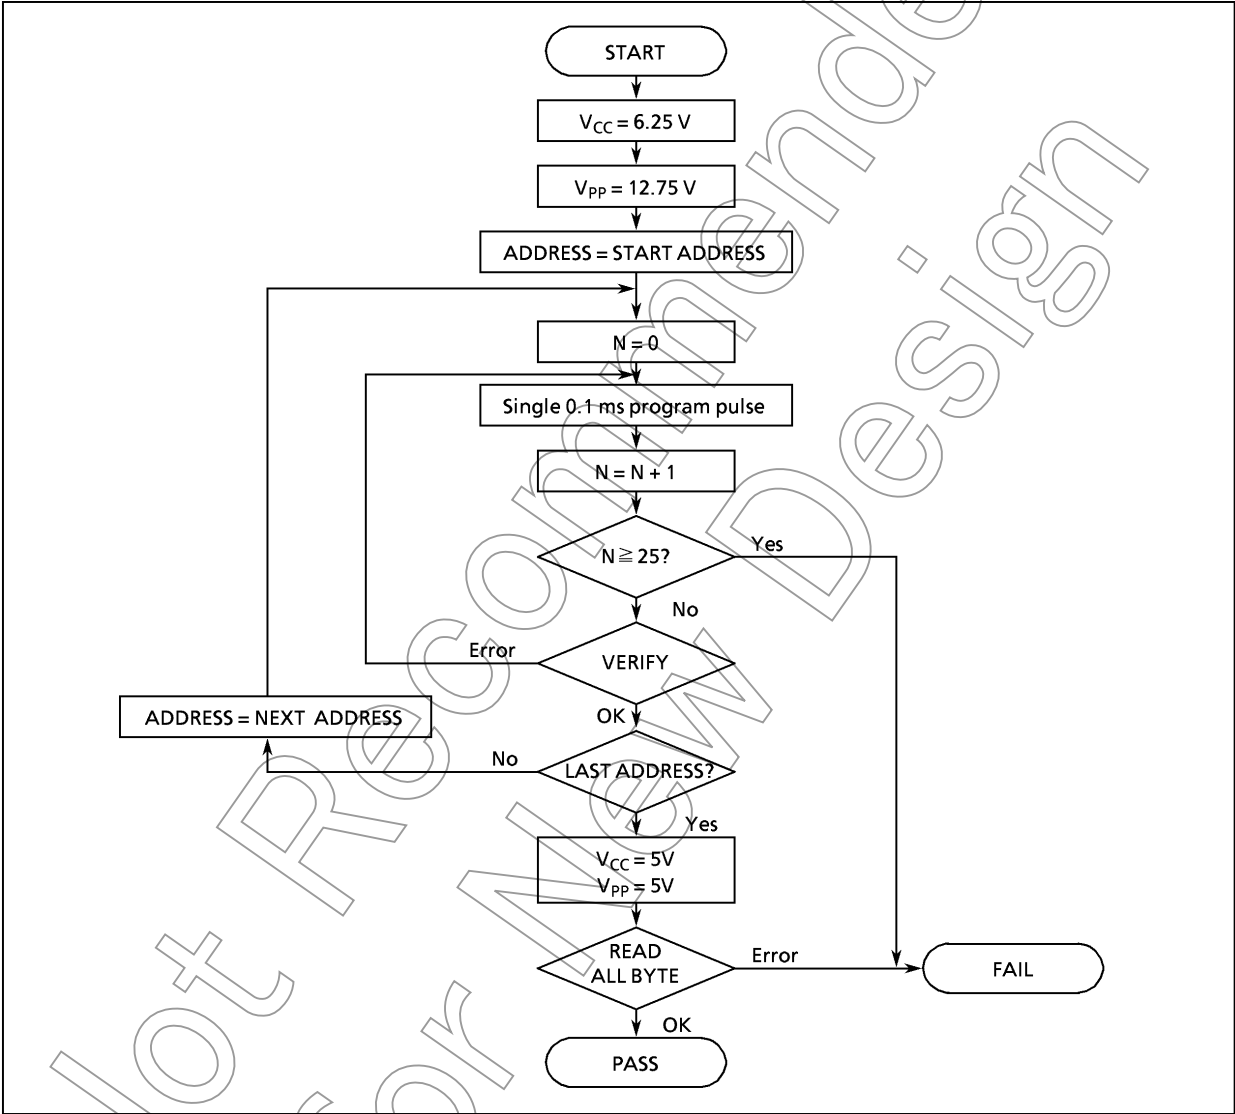 START
VCC = 6.25 V
VPP = 12.75 V
ADDRESS = START ADDRESS
N = 0
Single 0.1 ms program pulse
N = N + 1
N ≧ 25?
Yes
No
Error
VERIFY
ADDRESS = NEXT ADDRESS
OK
No
LAST ADDRESS?
Yes
VCC = 5V
VPP = 5V
READ
ALL BYTE
Error
FAIL
OK
PASS
Not Recommende
for New Design